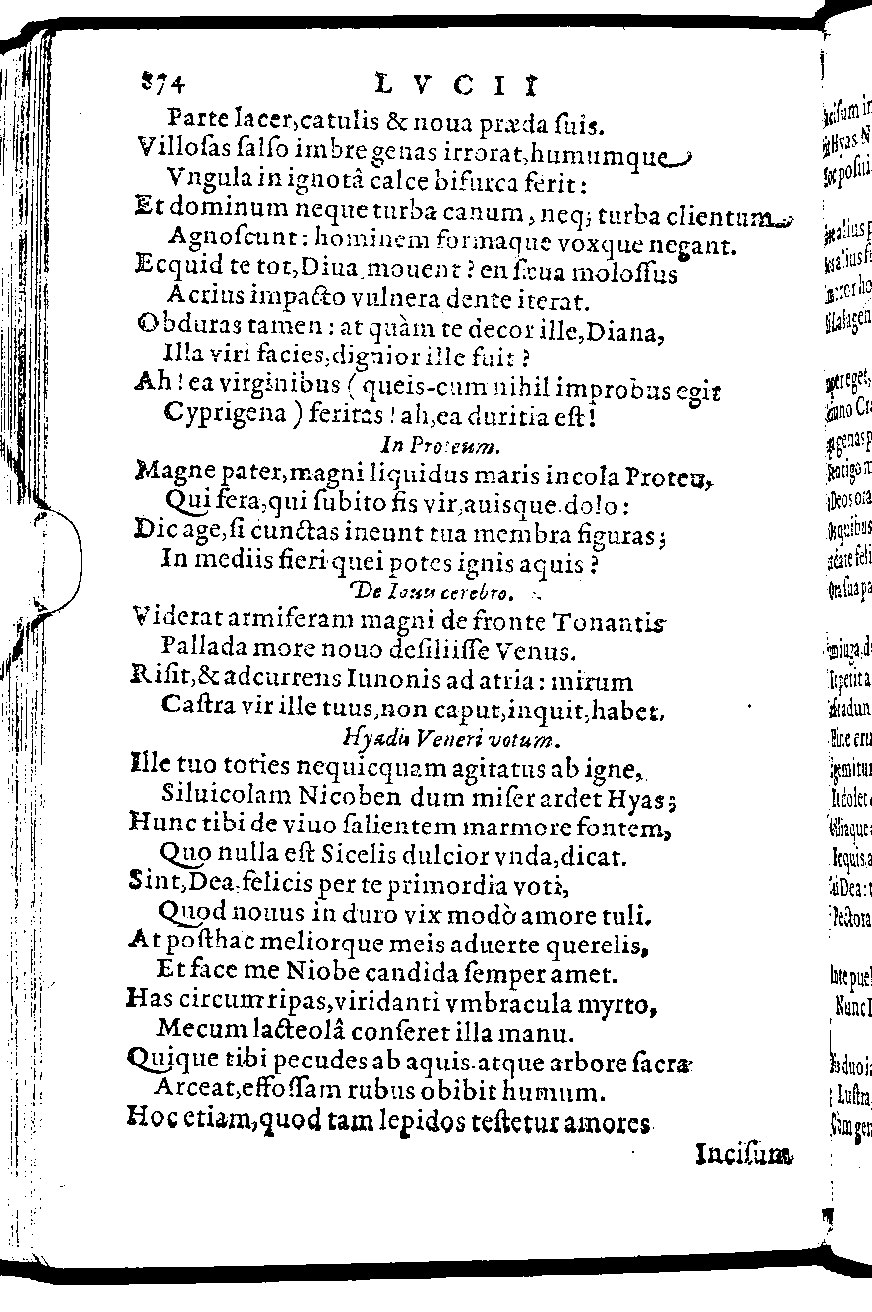 874 LVCII
Parte lacer,catulis & noua præda ſuis.
Villoſas ſalſo imbre genas irrorat,humumque
Vngula in ignotâ calce bifurca ferit:
Et dominum neque turba canum, neq; turba clientum
Agnoſcunt: hominem formaque voxque negant.
Ecquid te tot,Diua mouent? en ſæua moloſſus
Acrius impacto vulnera dente iterat.
Obduras tamen: at quàm te decor ille,Diana,
Illa viri facies,dignior ille fuit?
Ah! ea virginibus (queis-cum nihil improbus egit
Cyprigena) feritas! ah,ea duritia eſt!
In Proteum.
Magne pater,magni liquidus maris incola Proteu,
Qui fera,qui ſubito fis vir,auisque dolo:
Dic age,ſi cunctas ineunt tua membra figuras;
In mediis fieri quei potes ignis aquis?
De Iouis cerebro.
Viderat armiferam magni de fronte Tonantis
Pallada more nouo deſiliiſſe Venus.
Riſit,& adcurrens Iunonis ad atria: mirum
Caſtra vir ille tuus,non caput,inquit,habet.
Hyadis Veneri votum.
Ille tuo toties nequicquam agitatus ab igne,
Siluicolam Nicoben dum miſer ardet Hyas;
Hunc tibi de viuo ſalientem marmore fontem,
Quo nulla eſt Sicelis dulcior vnda,dicat.
Sint,Dea,felicis per te primordia voti,
Quod nouus in duro vix modò amore tuli.
At poſthac meliorque meis aduerte querelis,
Et face me Niobe candida ſemper amet.
Has circum ripas,viridanti vmbracula myrto,
Mecum lacteolâ conſeret illa manu.
Quique tibi pecudes ab aquis atque arbore ſacra
Arceat,effoſſam rubus obibit humum.
Hoc etiam,quod tam lepidos teſtetur amores
Inciſum